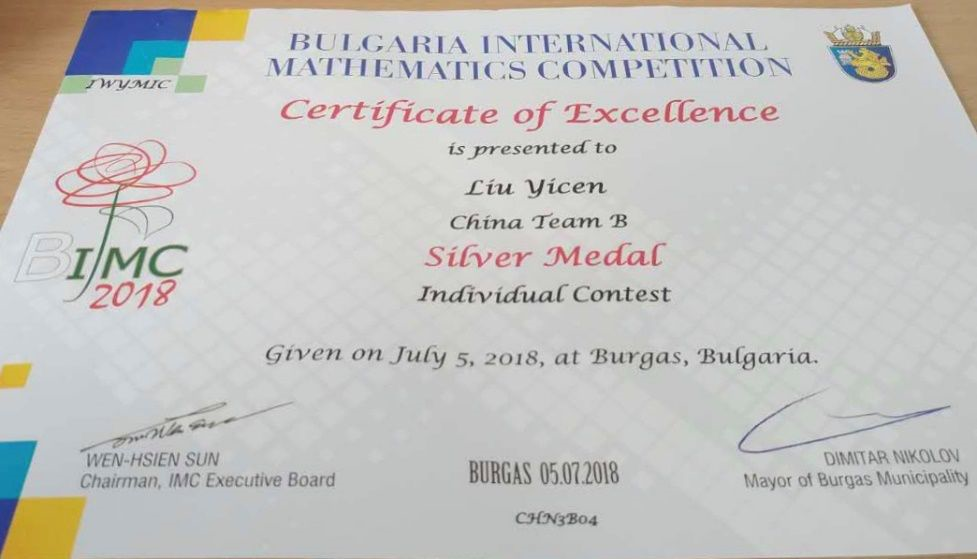 BULGARIA INTERNATIONAL
MATHEMATICS COMPETITION
IWYMIC
Certificate of Excellence
is presented to
Liu Yicen
China Team B
Silver Medal
Individual Contest
BIMC
2018
Given on July 5, 2018, at Burgas, Bulgaria.
WEN-HSIEN SUN
Chairman, IMC Executive Board
BURGAS 05.07.2018
DIMITAR NIKOLOV
Mayor of Burgas Municipality
CHN3B04